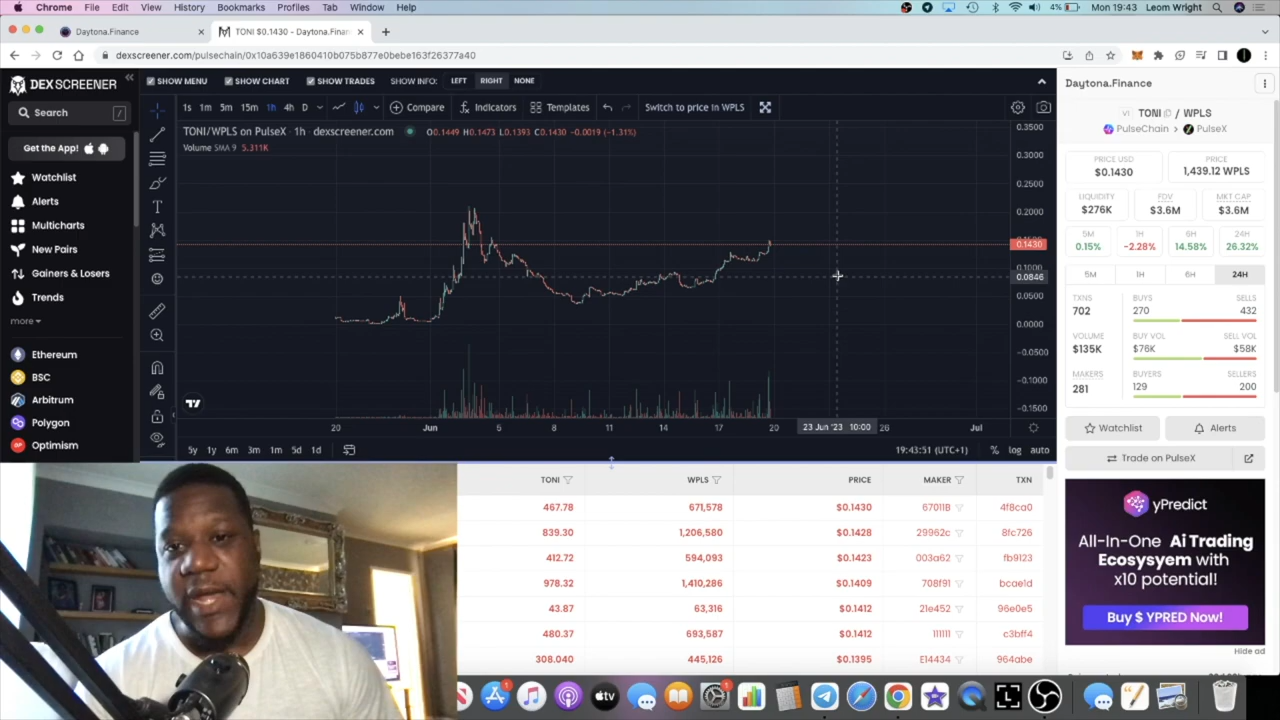 Chrome File Edit View History Bookmarks Profiles Tab Window Help
4% Mon 19:43 Leom Wright
Daytona.Finance
TONI $0.1430 - Daytona.Finan
dexscreener.com/pulsechain/0x10a639e1860410b075b877e0bebe163f26377a40
DEXSCREENER
Search /
Get the App!
Watchlist
Alerts
Multicharts
New Pairs
Gainers & Losers
Trends
more
Ethereum
BSC
Arbitrum
Polygon
Optimism
SHOW MENU SHOW CHART SHOW TRADES SHOW INFO: LEFT RIGHT NONE
1s 1m 5m 15m 1h 4h D Compare Indicators Templates Switch to price in WPLS
TONI/WPLS on PulseX · 1h · dexscreener.com O0.1449 H0.1473 L0.1393 C0.1430 -0.0019 (-1.31%)
Volume SMA 9 5.311K
0.3500
0.3000
0.2500
0.2000
0.1430
0.1000
0.0846
0.0500
0.0000
−0.0500
−0.1000
−0.1500
20 Jun 5 8 11 14 17 20 23 Jun '23 10:00 26 Jul
5y 1y 6m 3m 1m 5d 1d 19:43:51 (UTC+1) % log auto
TONI WPLS PRICE MAKER TXN
467.78 671,578 $0.1430 67011B 4f8ca0
839.30 1,206,580 $0.1428 29962c 8fc726
412.72 594,093 $0.1423 003a62 fb9123
978.32 1,410,286 $0.1409 708f91 bcae1d
43.87 63,316 $0.1412 21e452 96e0e5
480.37 693,587 $0.1412 111111 c3bff4
308.040 445,126 $0.1395 E14434 964abe
Daytona.Finance
V1 TONI / WPLS
PulseChain > PulseX
PRICE USD PRICE
$0.1430 1,439.12 WPLS
LIQUIDITY FDV MKT CAP
$276K $3.6M $3.6M
5M 1H 6H 24H
0.15% -2.28% 14.58% 26.32%
5M 1H 6H 24H
TXNS BUYS SELLS
702 270 432
VOLUME BUY VOL SELL VOL
$135K $76K $58K
MAKERS BUYERS SELLERS
281 129 200
Watchlist Alerts
Trade on PulseX
yPredict
All-In-One Ai Trading
Ecosysyem with
x10 potential!
Buy $ YPRED Now!
Hide ad
tv
1
1